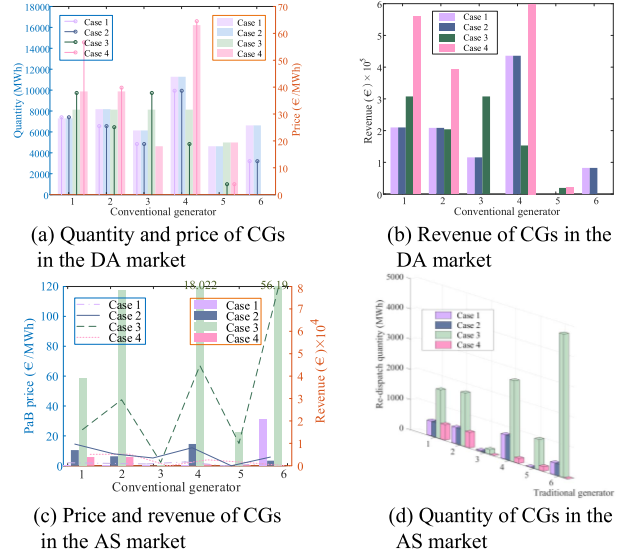 18000
16000
14000
12000
10000
8000
6000
4000
2000
0
Quantity (MWh)
Case 1
Case 2
Case 3
Case 4
Case 1
Case 2
Case 3
Case 4
70
60
50
40
30
20
10
0
Price (€/MWh)
1 2 3 4 5 6
Conventional generator
(a) Quantity and price of CGs
in the DA market
6
5
4
3
2
1
0
Revenue (€) × 10⁵
Case 1
Case 2
Case 3
Case 4
1 2 3 4 5 6
Conventional generator
(b) Revenue of CGs in the
DA market
120
100
80
60
40
20
0
PaB price (€/MWh)
Case 1
Case 2
Case 3
Case 4
18.022
56.19
Case 1
Case 2
Case 3
Case 4
8
7
6
5
4
3
2
1
0
Revenue (€)×10⁴
1 2 3 4 5 6
Conventional generator
(c) Price and revenue of CGs
in the AS market
5000
4000
3000
2000
1000
0
Re-dispatch quantity (MWh)
Case 1
Case 2
Case 3
Case 4
1 2 3 4 5 6
Traditional generator
(d) Quantity of CGs in the
AS market